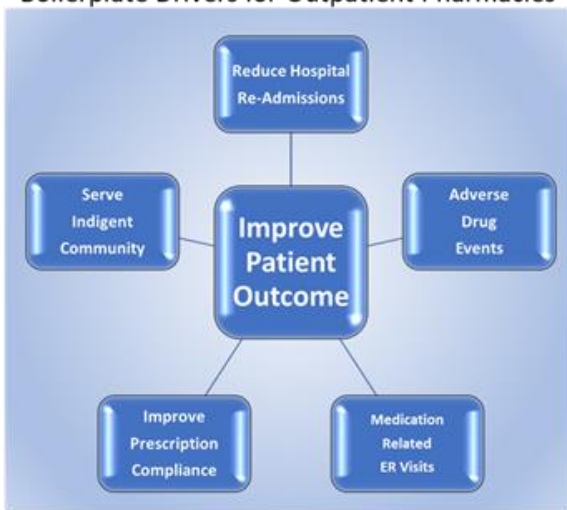 Boilerplate Drivers for Outpatient Pharmacies
Reduce Hospital
Re-Admissions
Serve
Indigent
Community
Improve
Patient
Outcome
Adverse
Drug
Events
Improve
Prescription
Compliance
Medication
Related
ER Visits